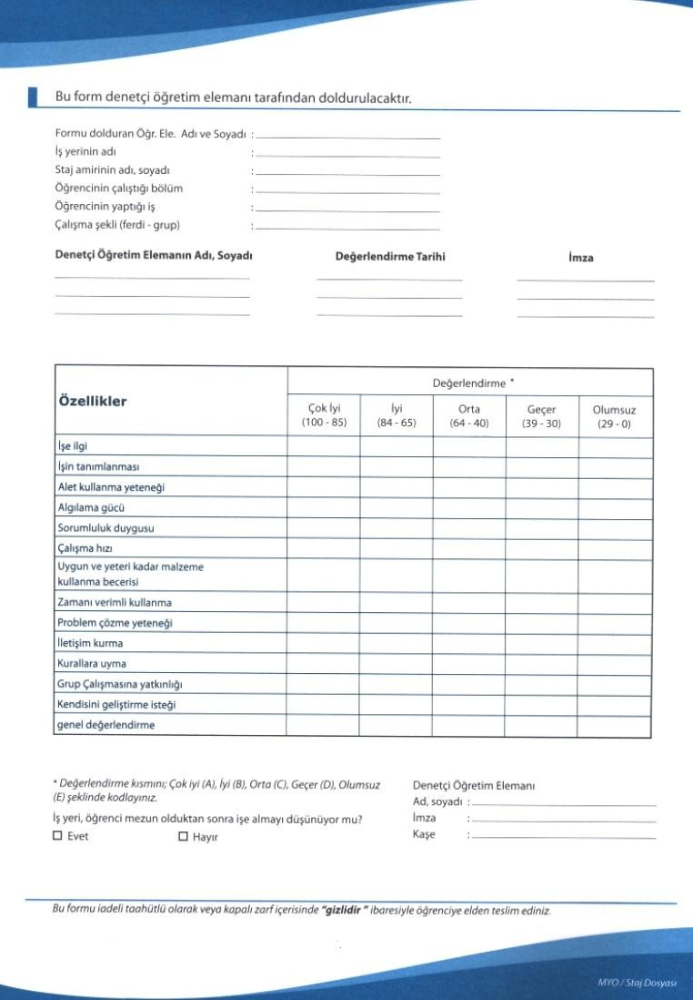 Bu form denetçi öğretim elemanı tarafından doldurulacaktır.
Formu dolduran Öğr. Ele. Adı ve Soyadı :
İş yerinin adı :
Staj amirinin adı, soyadı :
Öğrencinin çalıştığı bölüm :
Öğrencinin yaptığı iş :
Çalışma şekli (ferdi - grup) :
Denetçi Öğretim Elemanın Adı, Soyadı Değerlendirme Tarihi İmza
Özellikler
Değerlendirme *
Çok İyi (100 - 85)
İyi (84 - 65)
Orta (64 - 40)
Geçer (39 - 30)
Olumsuz (29 - 0)
İşe ilgi
İşin tanımlanması
Alet kullanma yeteneği
Algılama gücü
Sorumluluk duygusu
Çalışma hızı
Uygun ve yeteri kadar malzeme
kullanma becerisi
Zamanı verimli kullanma
Problem çözme yeteneği
İletişim kurma
Kurallara uyma
Grup Çalışmasına yatkınlığı
Kendisini geliştirme isteği
genel değerlendirme
* Değerlendirme kısmını; Çok iyi (A), İyi (B), Orta (C), Geçer (D), Olumsuz
(E) şeklinde kodlayınız.
İş yeri, öğrenci mezun olduktan sonra işe almayı düşünüyor mu?
☐ Evet ☐ Hayır
Denetçi Öğretim Elemanı
Ad, soyadı :
İmza :
Kaşe :
Bu formu iadeli taahütlü olarak veya kapalı zarf içerisinde "gizlidir " ibaresiyle öğrenciye elden teslim ediniz.
MYO / Staj Dosyası